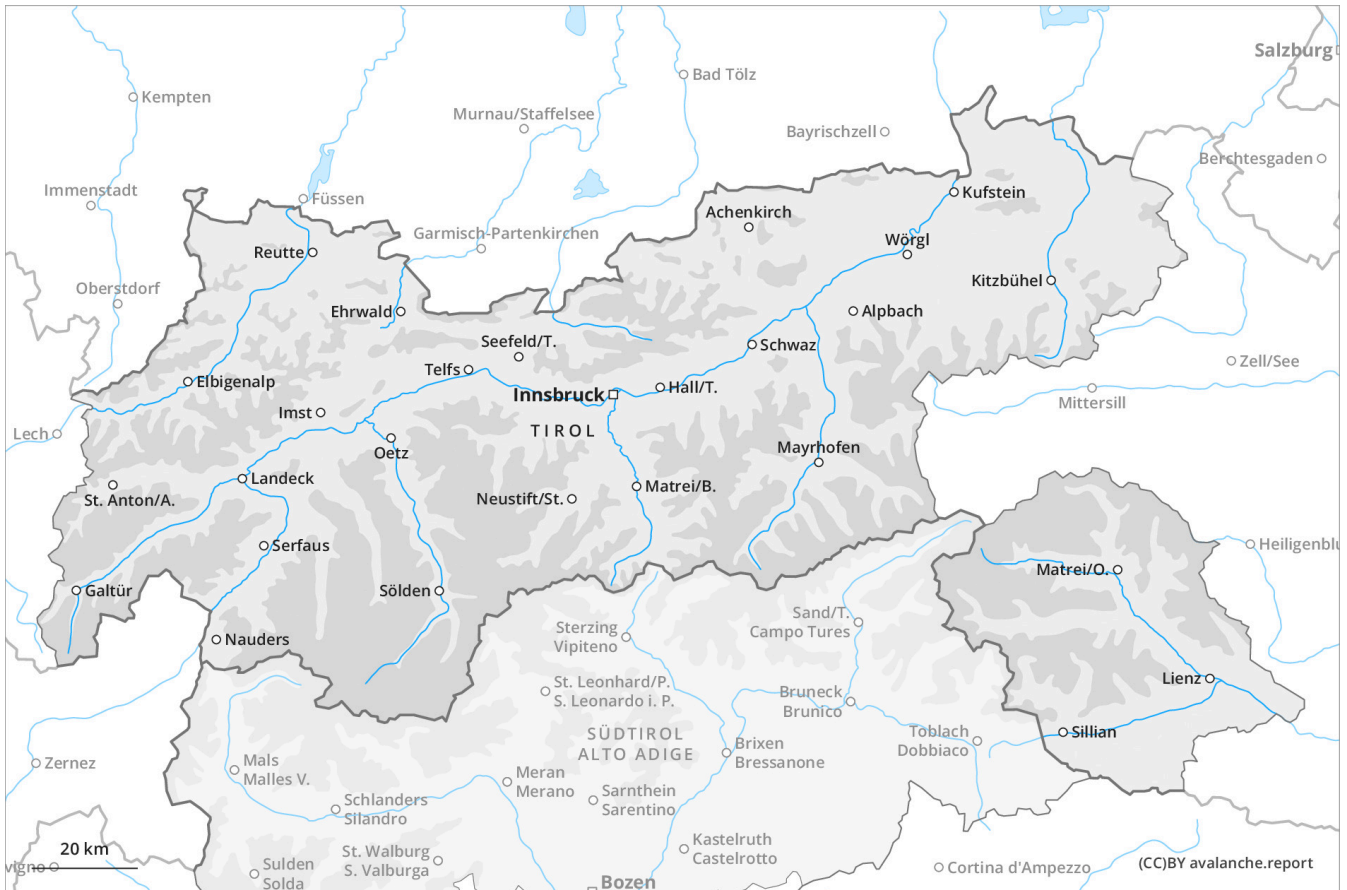 Salzburg
Bad Tölz
Kempten
Murnau/Staffelsee
Bayrischzell
Berchtesgaden
Immenstadt
Füssen
Kufstein
Achenkirch
Garmisch-Partenkirchen
Wörgl
Reutte
Kitzbühel
Oberstdorf
Ehrwald
Alpbach
Seefeld/T.
Schwaz
Zell/See
Telfs
Elbigenalp
Hall/T.
Innsbruck
Mittersill
Imst
TIROL
Lech
Oetz
Mayrhofen
Landeck
St. Anton/A.
Neustift/St.
Matrei/B.
Serfaus
Heiligenblu
Matrei/O.
Galtür
Sölden
Sand/T.
Campo Tures
Sterzing
Vipiteno
Nauders
Lienz
St. Leonhard/P.
S. Leonardo i. P.
Bruneck
Brunico
Sillian
SÜDTIROL
ALTO ADIGE
Toblach
Dobbiaco
Brixen
Bressanone
Zernez
Mals
Malles V.
Meran
Merano
Sarnthein
Sarentino
Schlanders
Silandro
Kastelruth
Castelrotto
20 km
St. Walburg
S. Valburga
vigno
Sulden
Solda
Cortina d'Ampezzo
(CC)BY avalanche.report
Bozen